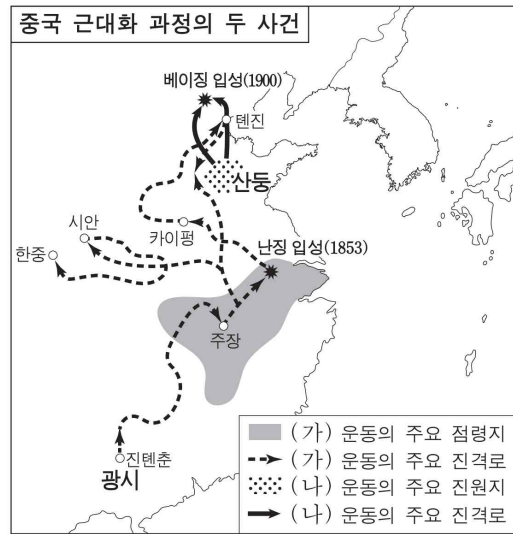 중국 근대화 과정의 두 사건
베이징 입성(1900)
톈진
산둥
시안
한중
카이펑
난징 입성(1853)
주장
진톈춘
광시
(가) 운동의 주요 점령지
(가) 운동의 주요 진격로
(나) 운동의 주요 진원지
(나) 운동의 주요 진격로